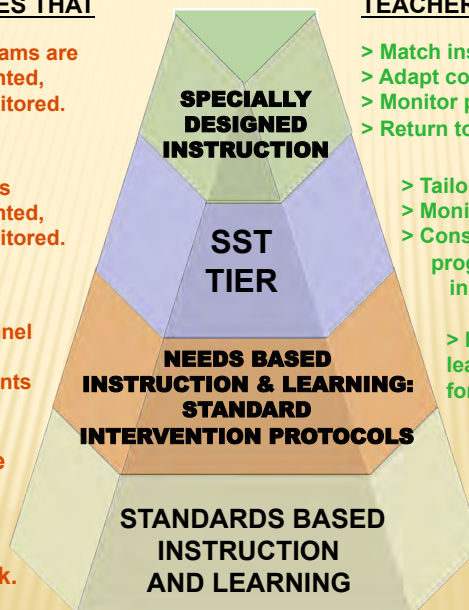 ES THAT
ams are
nted,
itored.
s
nted,
itored.
nel
nts
e
k.
SPECIALLY
DESIGNED
INSTRUCTION
SST
TIER
NEEDS BASED
INSTRUCTION & LEARNING:
STANDARD
INTERVENTION PROTOCOLS
STANDARDS BASED
INSTRUCTION
AND LEARNING
TEACHER
> Match ins
> Adapt co
> Monitor p
> Return to
> Tailo
> Moni
> Cons
prog
in
>
lea
for